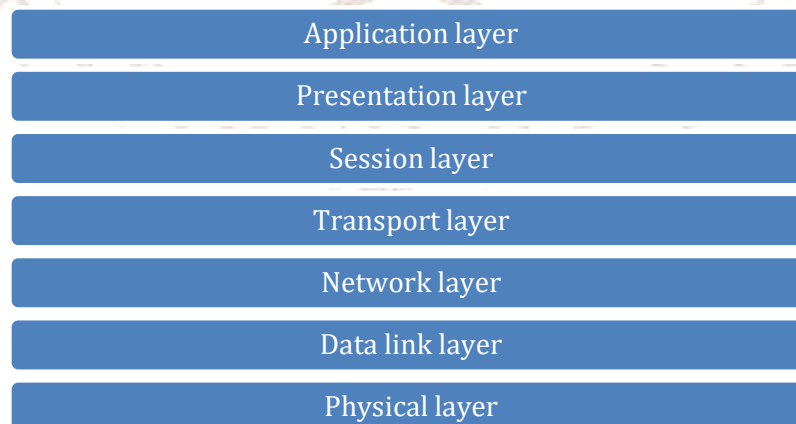 Application layer
Presentation layer
Session layer
Transport layer
Network layer
Data link layer
Physical layer